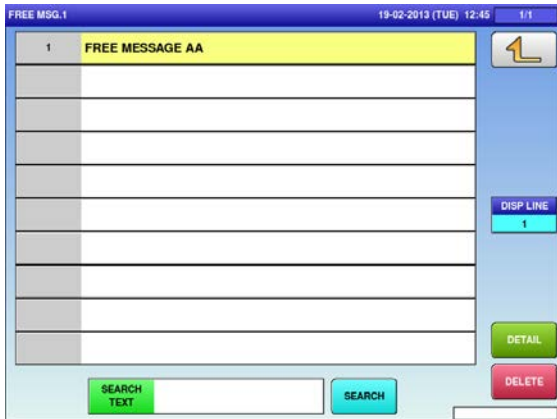 FREE MSG.1 19-02-2013 (TUE) 12:45 1/1
1 FREE MESSAGE AA
DISP LINE
1
DETAIL
DELETE
SEARCH
TEXT
SEARCH